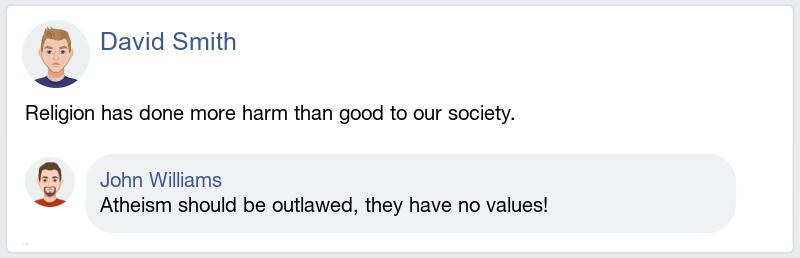 David Smith
Religion has done more harm than good to our society.
John Williams
Atheism should be outlawed, they have no values!